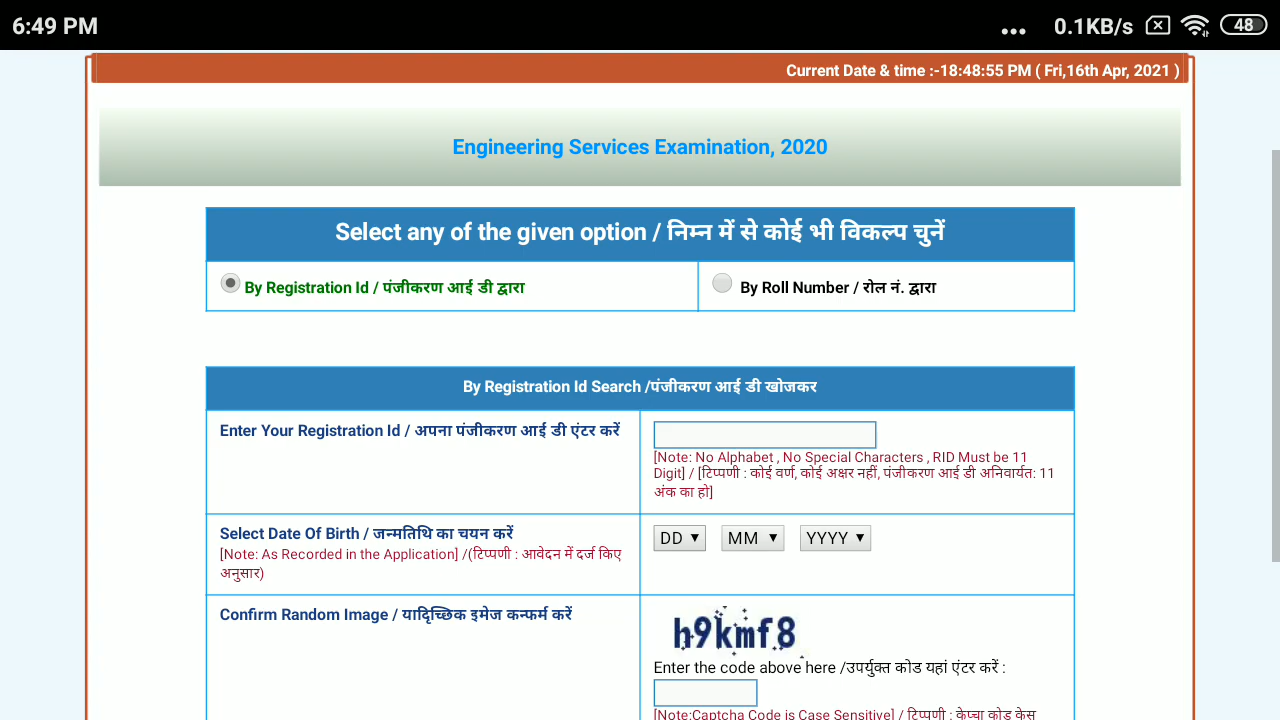 6:49 PM
... 0.1KB/s 48
Current Date & time :-18:48:55 PM ( Fri,16th Apr, 2021 )
Engineering Services Examination, 2020
Select any of the given option / निम्न में से कोई भी विकल्प चुनें
By Registration Id / पंजीकरण आई डी द्वारा
By Roll Number / रोल नं. द्वारा
By Registration Id Search /पंजीकरण आई डी खोजकर
Enter Your Registration Id / अपना पंजीकरण आई डी एंटर करें
[Note: No Alphabet , No Special Characters , RID Must be 11
Digit] / [टिप्पणी : कोई वर्ण, कोई अक्षर नहीं, पंजीकरण आई डी अनिवार्यत: 11
अंक का हो]
Select Date Of Birth / जन्मतिथि का चयन करें
[Note: As Recorded in the Application] /(टिप्पणी : आवेदन में दर्ज किए
अनुसार)
DD MM YYYY
Confirm Random Image / यादृिच्छिक इमेज कन्फर्म करें
h9kmf8
Enter the code above here /उपर्युक्त कोड यहां एंटर करें :
[Note:Captcha Code is Case Sensitive] / टिप्पणी : केप्चा कोड केस